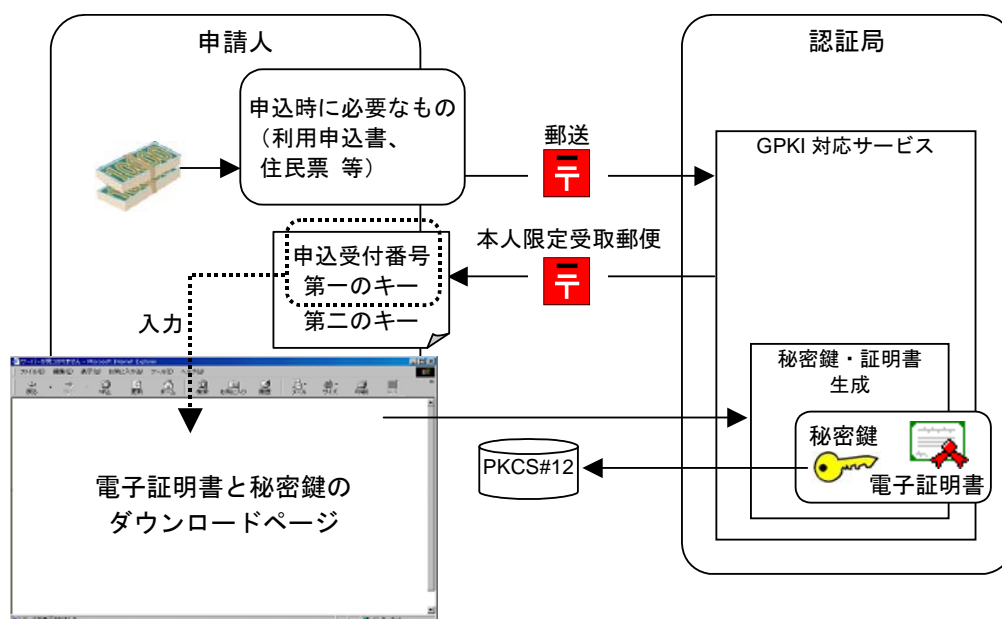 申請人
認証局
申込時に必要なもの
（利用申込書、
住民票 等）
郵送
〒
GPKI 対応サービス
本人限定受取郵便
〒
申込受付番号
第一のキー
第二のキー
入力
秘密鍵・証明書
生成
秘密鍵
電子証明書
PKCS#12
電子証明書と秘密鍵の
ダウンロードページ